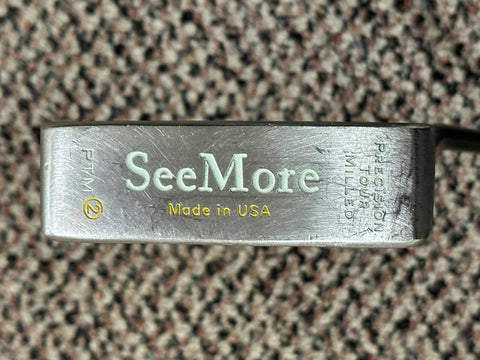 PTM 2
SeeMore
Made in USA
PRECISION
TOUR
MILLED